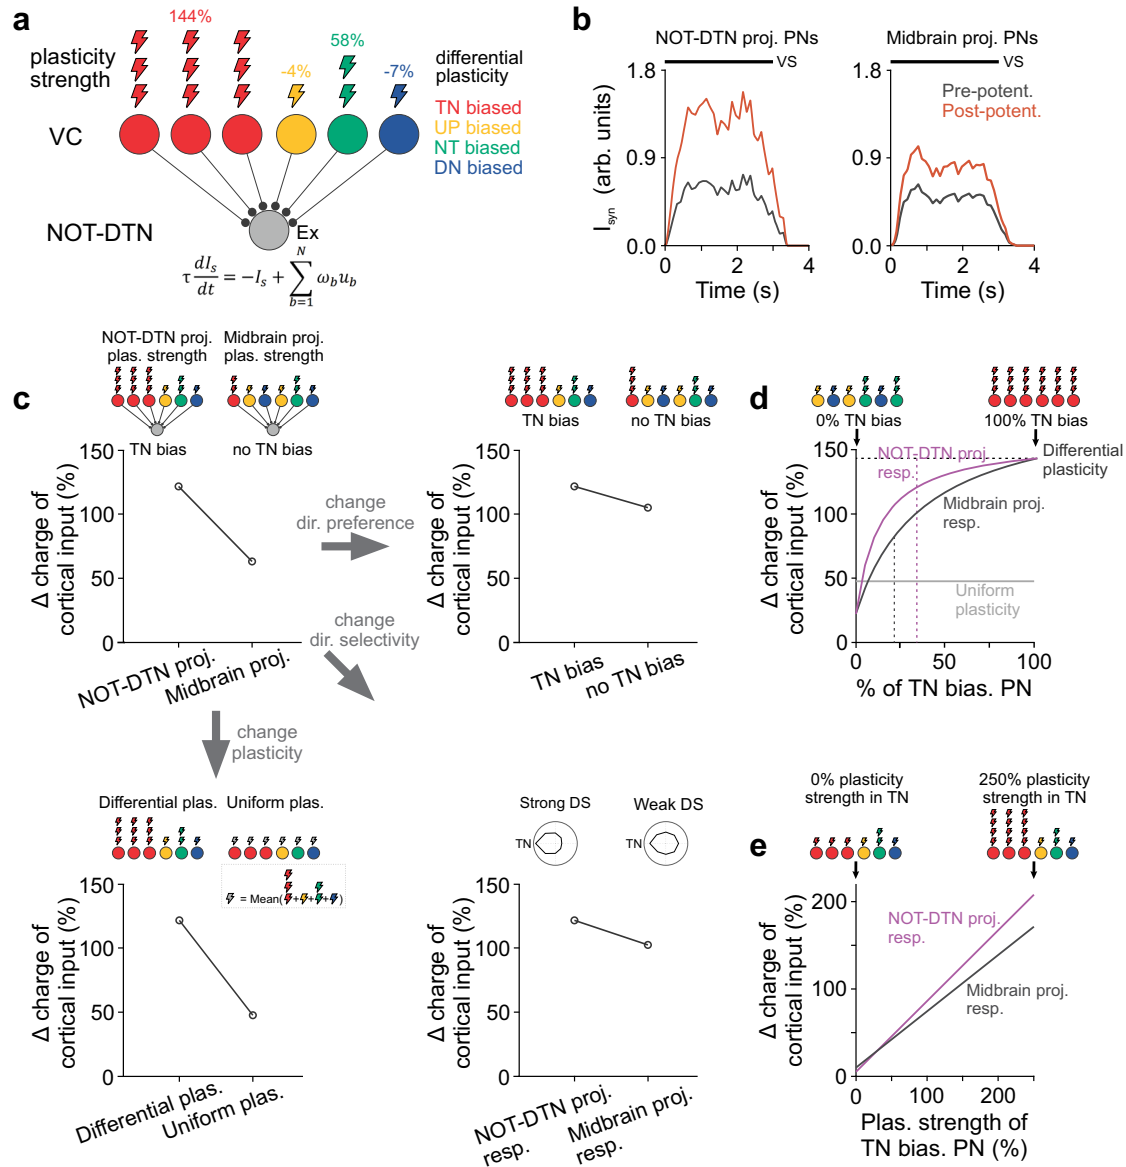 a
plasticity
strength
144%
-4%
58%
-7%
differential
plasticity
TN biased
UP biased
NT biased
DN biased
VC
NOT-DTN
Ex
τ dI_s/dt = −I_s + ∑_{b=1}^{N} ω_b u_b
b
NOT-DTN proj. PNs
VS
1.8
0.9
0.0
I_syn (arb. units)
0
2
4
Time (s)
Midbrain proj. PNs
VS
Pre-potent.
Post-potent.
1.8
0.9
0.0
0
2
4
Time (s)
c
NOT-DTN proj.
plas. strength
Midbrain proj.
plas. strength
TN bias
no TN bias
150
100
50
0
Δ charge of
cortical input (%)
NOT-DTN proj.
Midbrain proj.
change
dir. preference
change
dir. selectivity
change
plasticity
TN bias
no TN bias
150
100
50
0
Δ charge of
cortical input (%)
TN bias
no TN bias
Differential plas.
Uniform plas.
= Mean( + + + )
150
100
50
0
Δ charge of
cortical input (%)
Differential plas.
Uniform plas.
Strong DS
Weak DS
TN
TN
150
100
50
0
Δ charge of
cortical input (%)
NOT-DTN proj.
resp.
Midbrain proj.
resp.
d
0% TN bias
100% TN bias
150
100
50
0
Δ charge of
cortical input (%)
NOT-DTN proj.
resp.
Differential
plasticity
Midbrain proj.
resp.
Uniform
plasticity
0
50
100
% of TN bias. PN
e
0% plasticity
strength in TN
250% plasticity
strength in TN
200
100
0
Δ charge of
cortical input (%)
NOT-DTN proj.
resp.
Midbrain proj.
resp.
0
100
200
Plas. strength of
TN bias. PN (%)